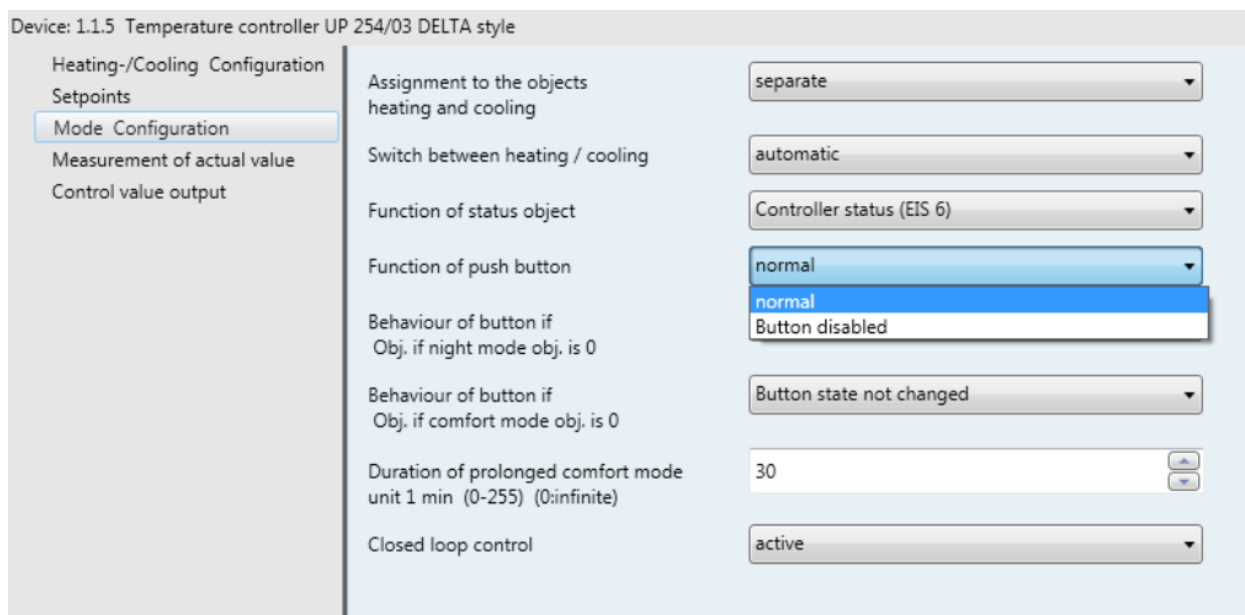 Device: 1.1.5  Temperature controller UP 254/03 DELTA style
Heating-/Cooling  Configuration
Setpoints
Mode  Configuration
Measurement of actual value
Control value output
Assignment to the objects
heating and cooling
separate
Switch between heating / cooling
automatic
Function of status object
Controller status (EIS 6)
Function of push button
normal
normal
Button disabled
Behaviour of button if
Obj. if night mode obj. is 0
Behaviour of button if
Obj. if comfort mode obj. is 0
Button state not changed
Duration of prolonged comfort mode
unit 1 min  (0-255)  (0:infinite)
30
Closed loop control
active